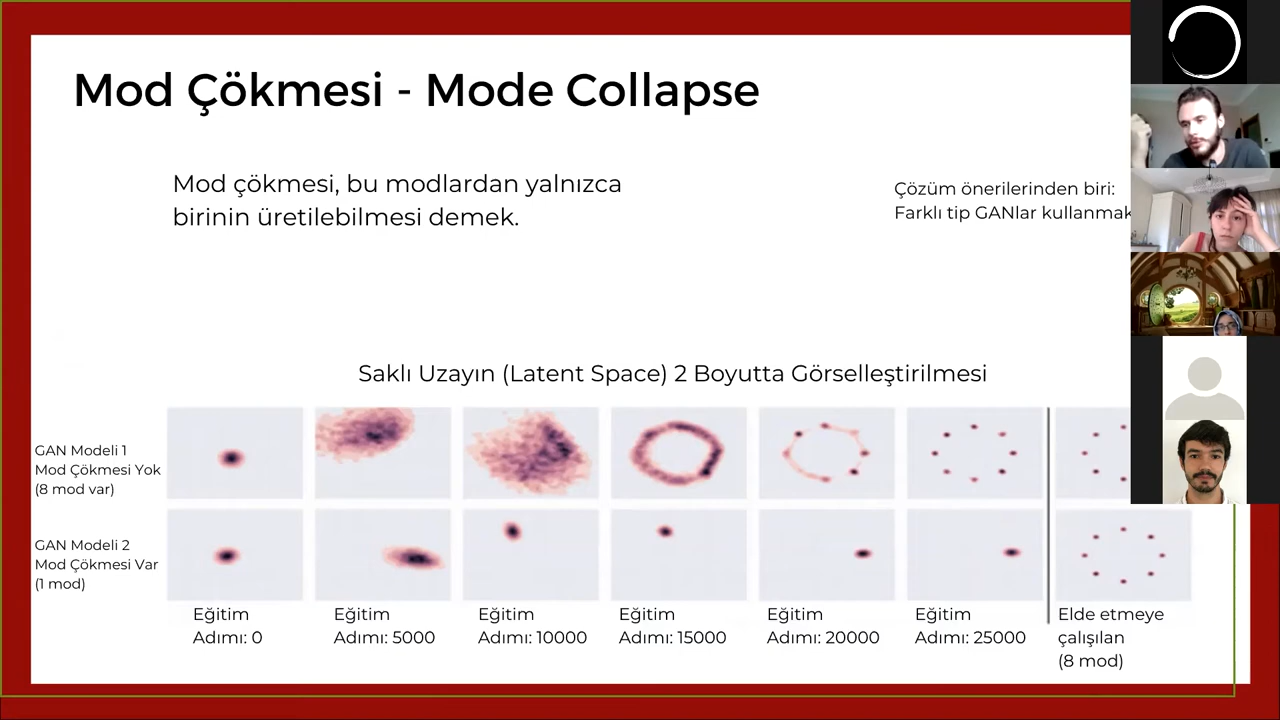 Mod Çökmesi - Mode Collapse
Mod çökmesi, bu modlardan yalnızca
birinin üretilebilmesi demek.
Çözüm önerilerinden biri:
Farklı tip GANlar kullanmak
Saklı Uzayın (Latent Space) 2 Boyutta Görselleştirilmesi
GAN Modeli 1
Mod Çökmesi Yok
(8 mod var)
GAN Modeli 2
Mod Çökmesi Var
(1 mod)
Eğitim
Adımı: 0
Eğitim
Adımı: 5000
Eğitim
Adımı: 10000
Eğitim
Adımı: 15000
Eğitim
Adımı: 20000
Eğitim
Adımı: 25000
Elde etmeye
çalışılan
(8 mod)